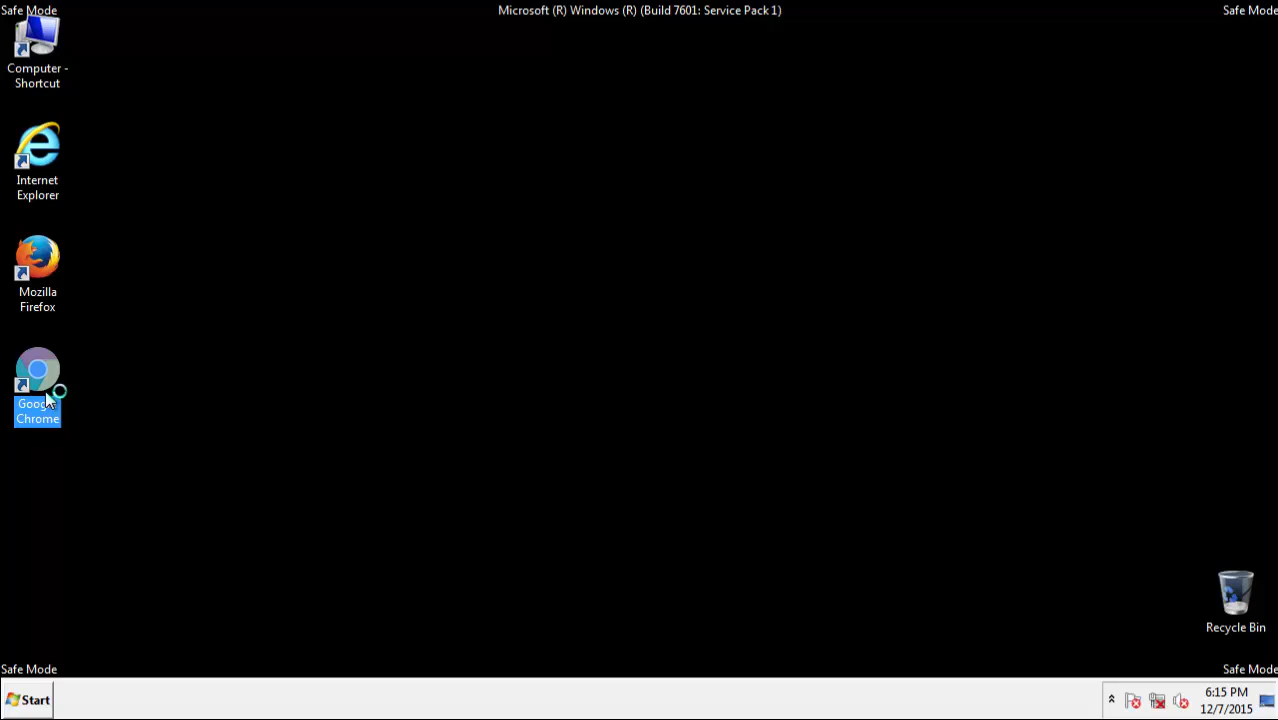 Safe Mode
Microsoft (R) Windows (R) (Build 7601: Service Pack 1)
Safe Mode
Computer -
Shortcut
Internet
Explorer
Mozilla
Firefox
Google
Chrome
Recycle Bin
Safe Mode
Safe Mode
Start
6:15 PM
12/7/2015